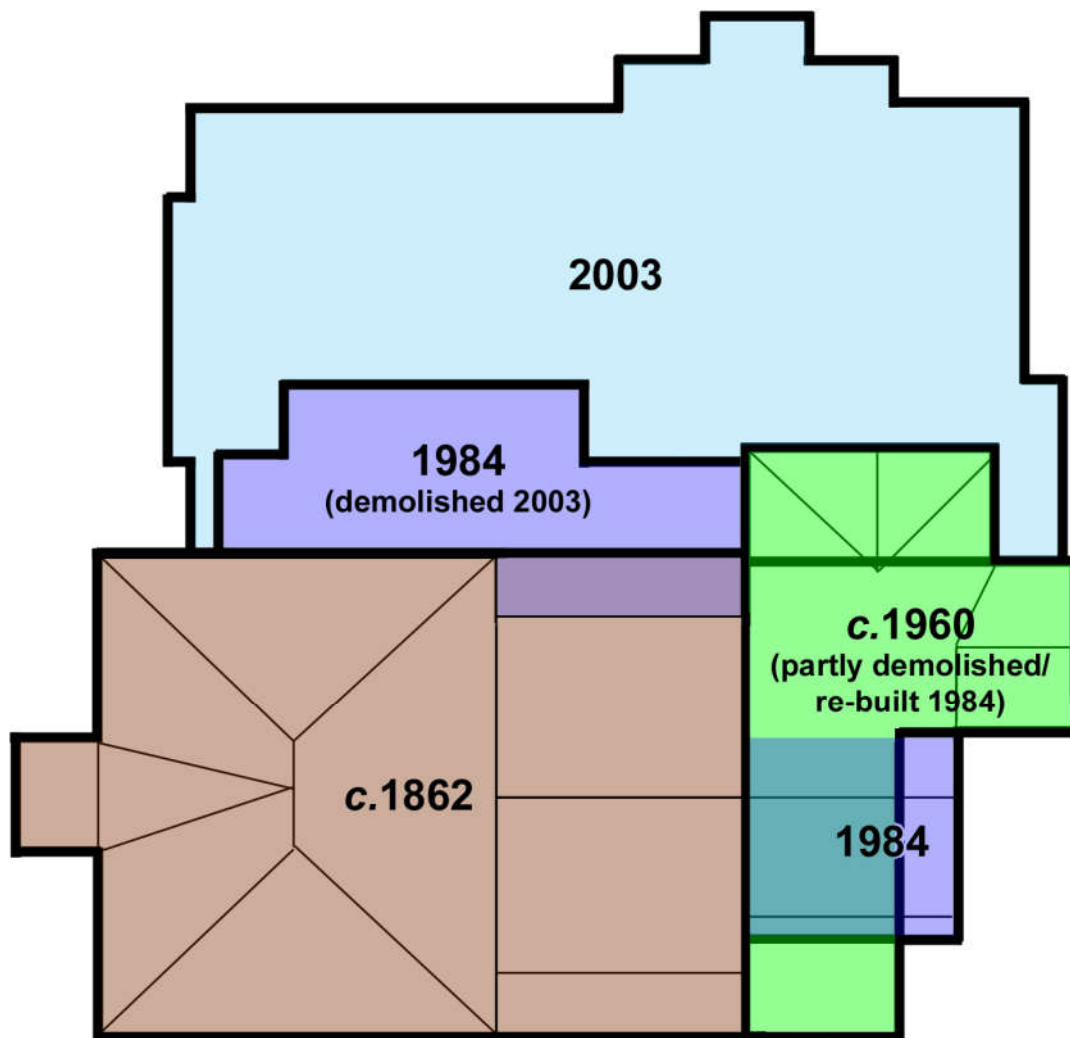 2003
1984
(demolished 2003)
c.1960
(partly demolished/
re-built 1984)
c.1862
1984